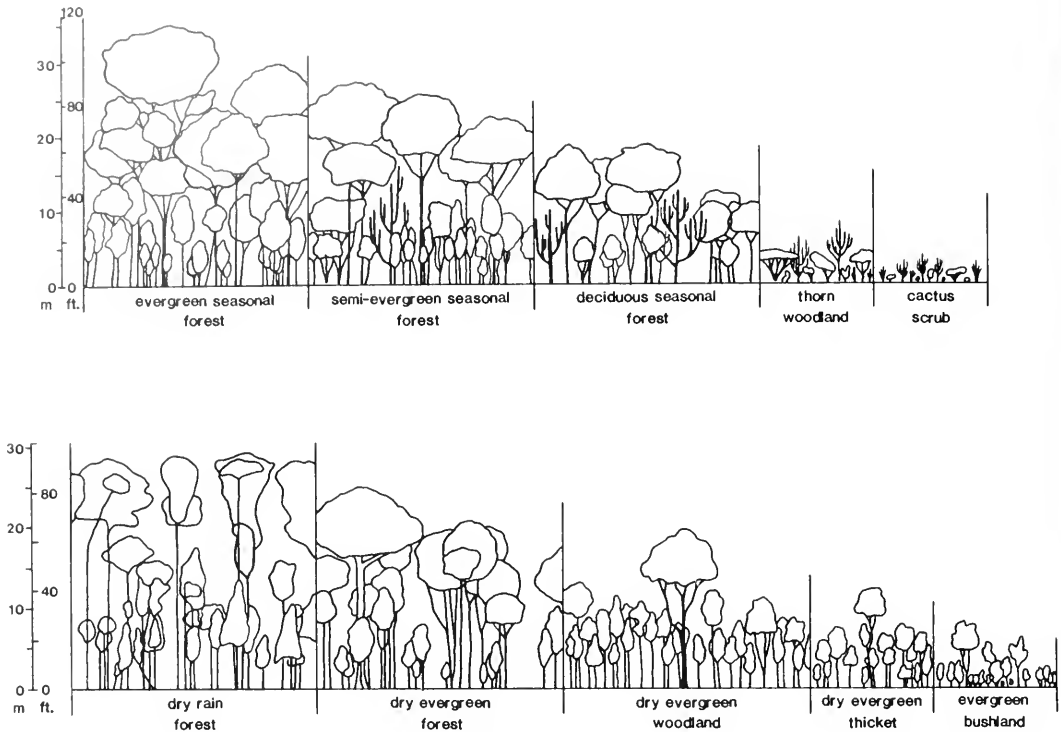 120
30
80
20
40
10
0 0
m ft.
evergreen seasonal
forest
semi-evergreen seasonal
forest
deciduous seasonal
forest
thorn
woodland
cactus
scrub
30
80
20
40
10
0 0
m ft.
dry rain
forest
dry evergreen
forest
dry evergreen
woodland
dry evergreen
thicket
evergreen
bushland